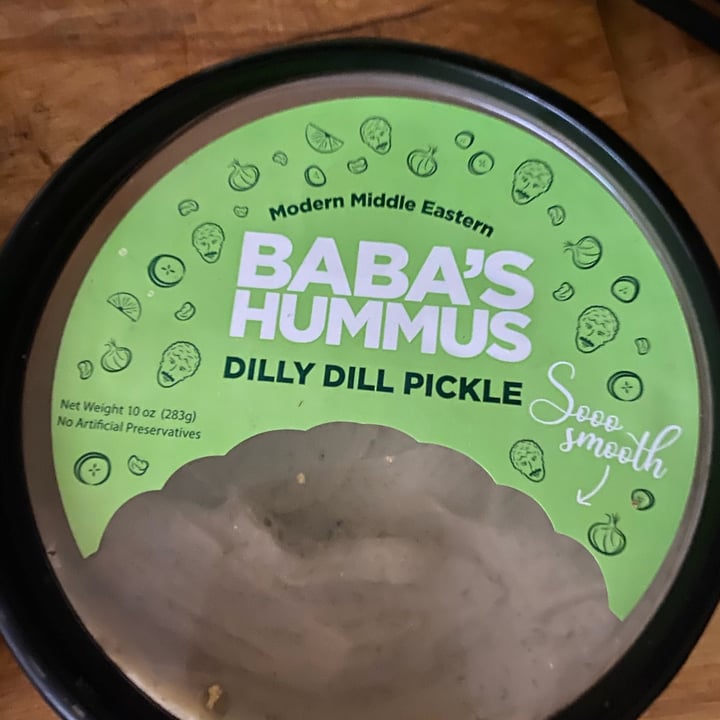 Modern Middle Eastern
BABA'S
HUMMUS
DILLY DILL PICKLE
Sooo
smooth
Net Weight 10 oz (283g)
No Artificial Preservatives